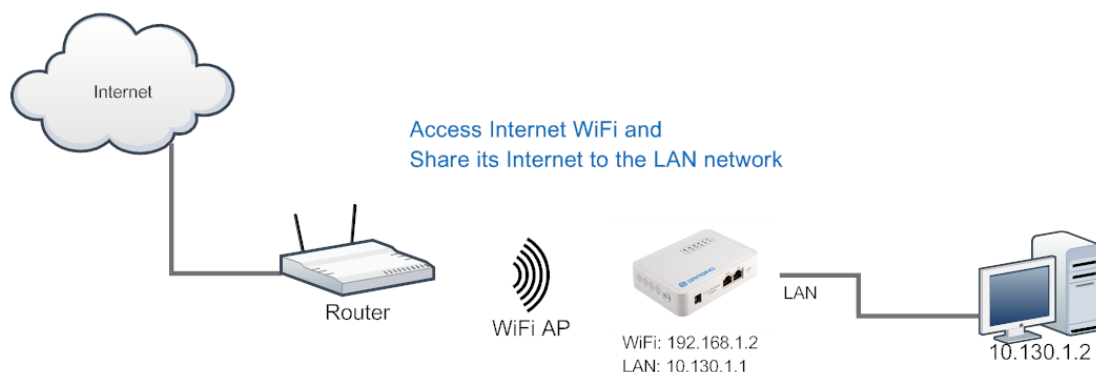 Internet
Access Internet WiFi and
Share its Internet to the LAN network
Router
WiFi AP
DRAGINO
LAN
WiFi: 192.168.1.2
LAN: 10.130.1.1
10.130.1.2